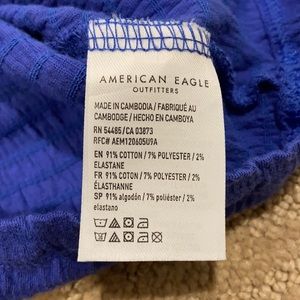 AMERICAN EAGLE
OUTFITTERS
MADE IN CAMBODIA / FABRIQUÉ AU
CAMBODGE / HECHO EN CAMBOYA
RN 54485/CA 03873
RFC# AEM120605U9A
EN 91% COTTON / 7% POLYESTER / 2%
ELASTANE
FR 91% COTON / 7% POLYESTER / 2%
ÉLASTHANNE
SP 91% algodón / 7% poliéster / 2%
elastano